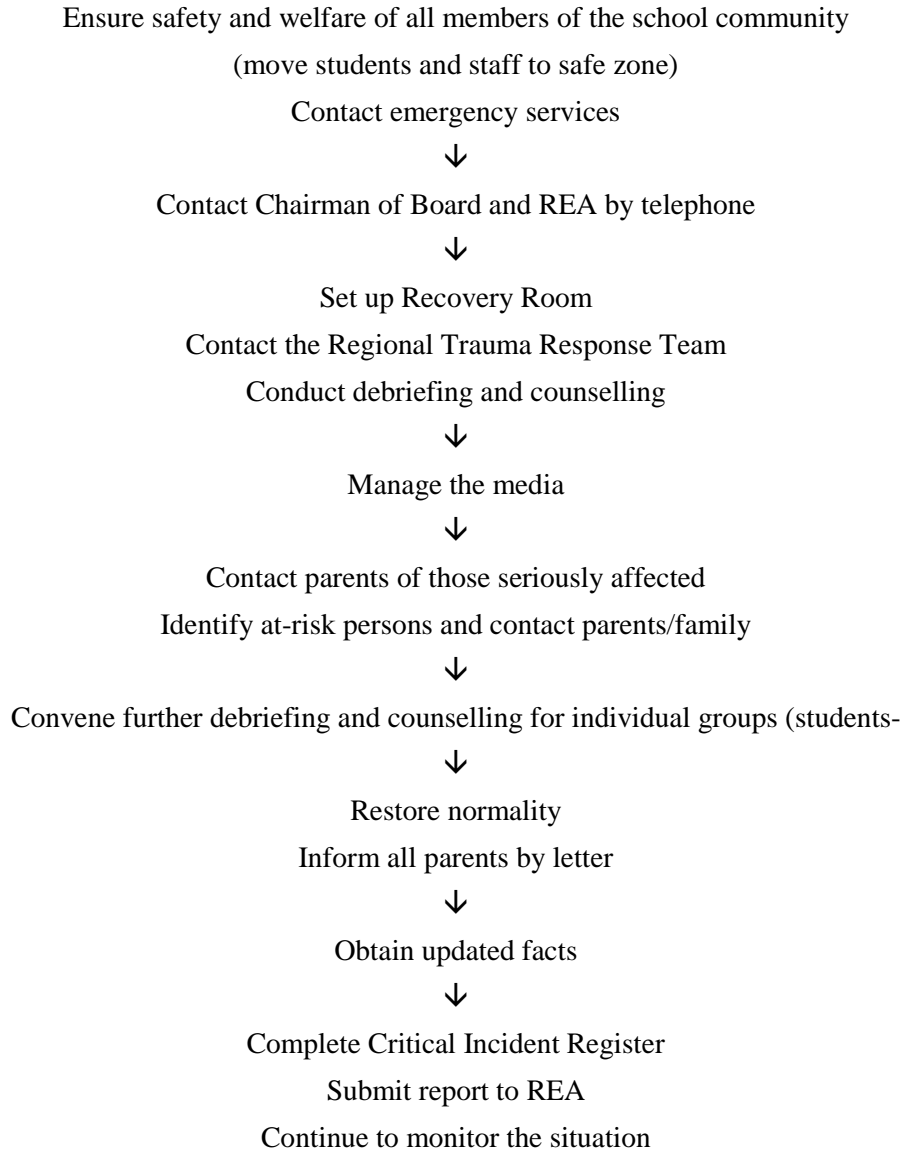 Ensure safety and welfare of all members of the school community
(move students and staff to safe zone)
Contact emergency services
↓
Contact Chairman of Board and REA by telephone
↓
Set up Recovery Room
Contact the Regional Trauma Response Team
Conduct debriefing and counselling
↓
Manage the media
↓
Contact parents of those seriously affected
Identify at-risk persons and contact parents/family
↓
Convene further debriefing and counselling for individual groups (students-
↓
Restore normality
Inform all parents by letter
↓
Obtain updated facts
↓
Complete Critical Incident Register
Submit report to REA
Continue to monitor the situation